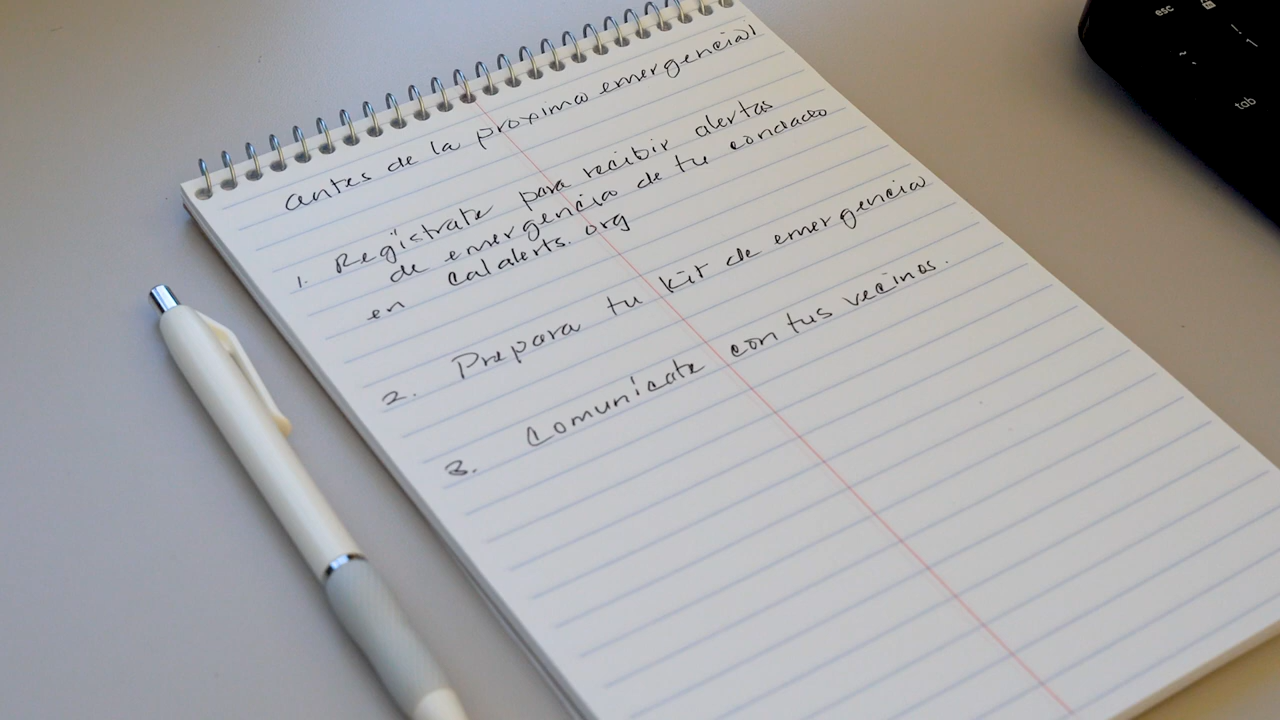 antes de la proxima emergencia!
1. Registrate para recibir alertas
de emergencia de tu condado
en calalerts.org
2. Prepara tu kit de emergencia
3. Comunícate con tus vecinos.
esc
tab